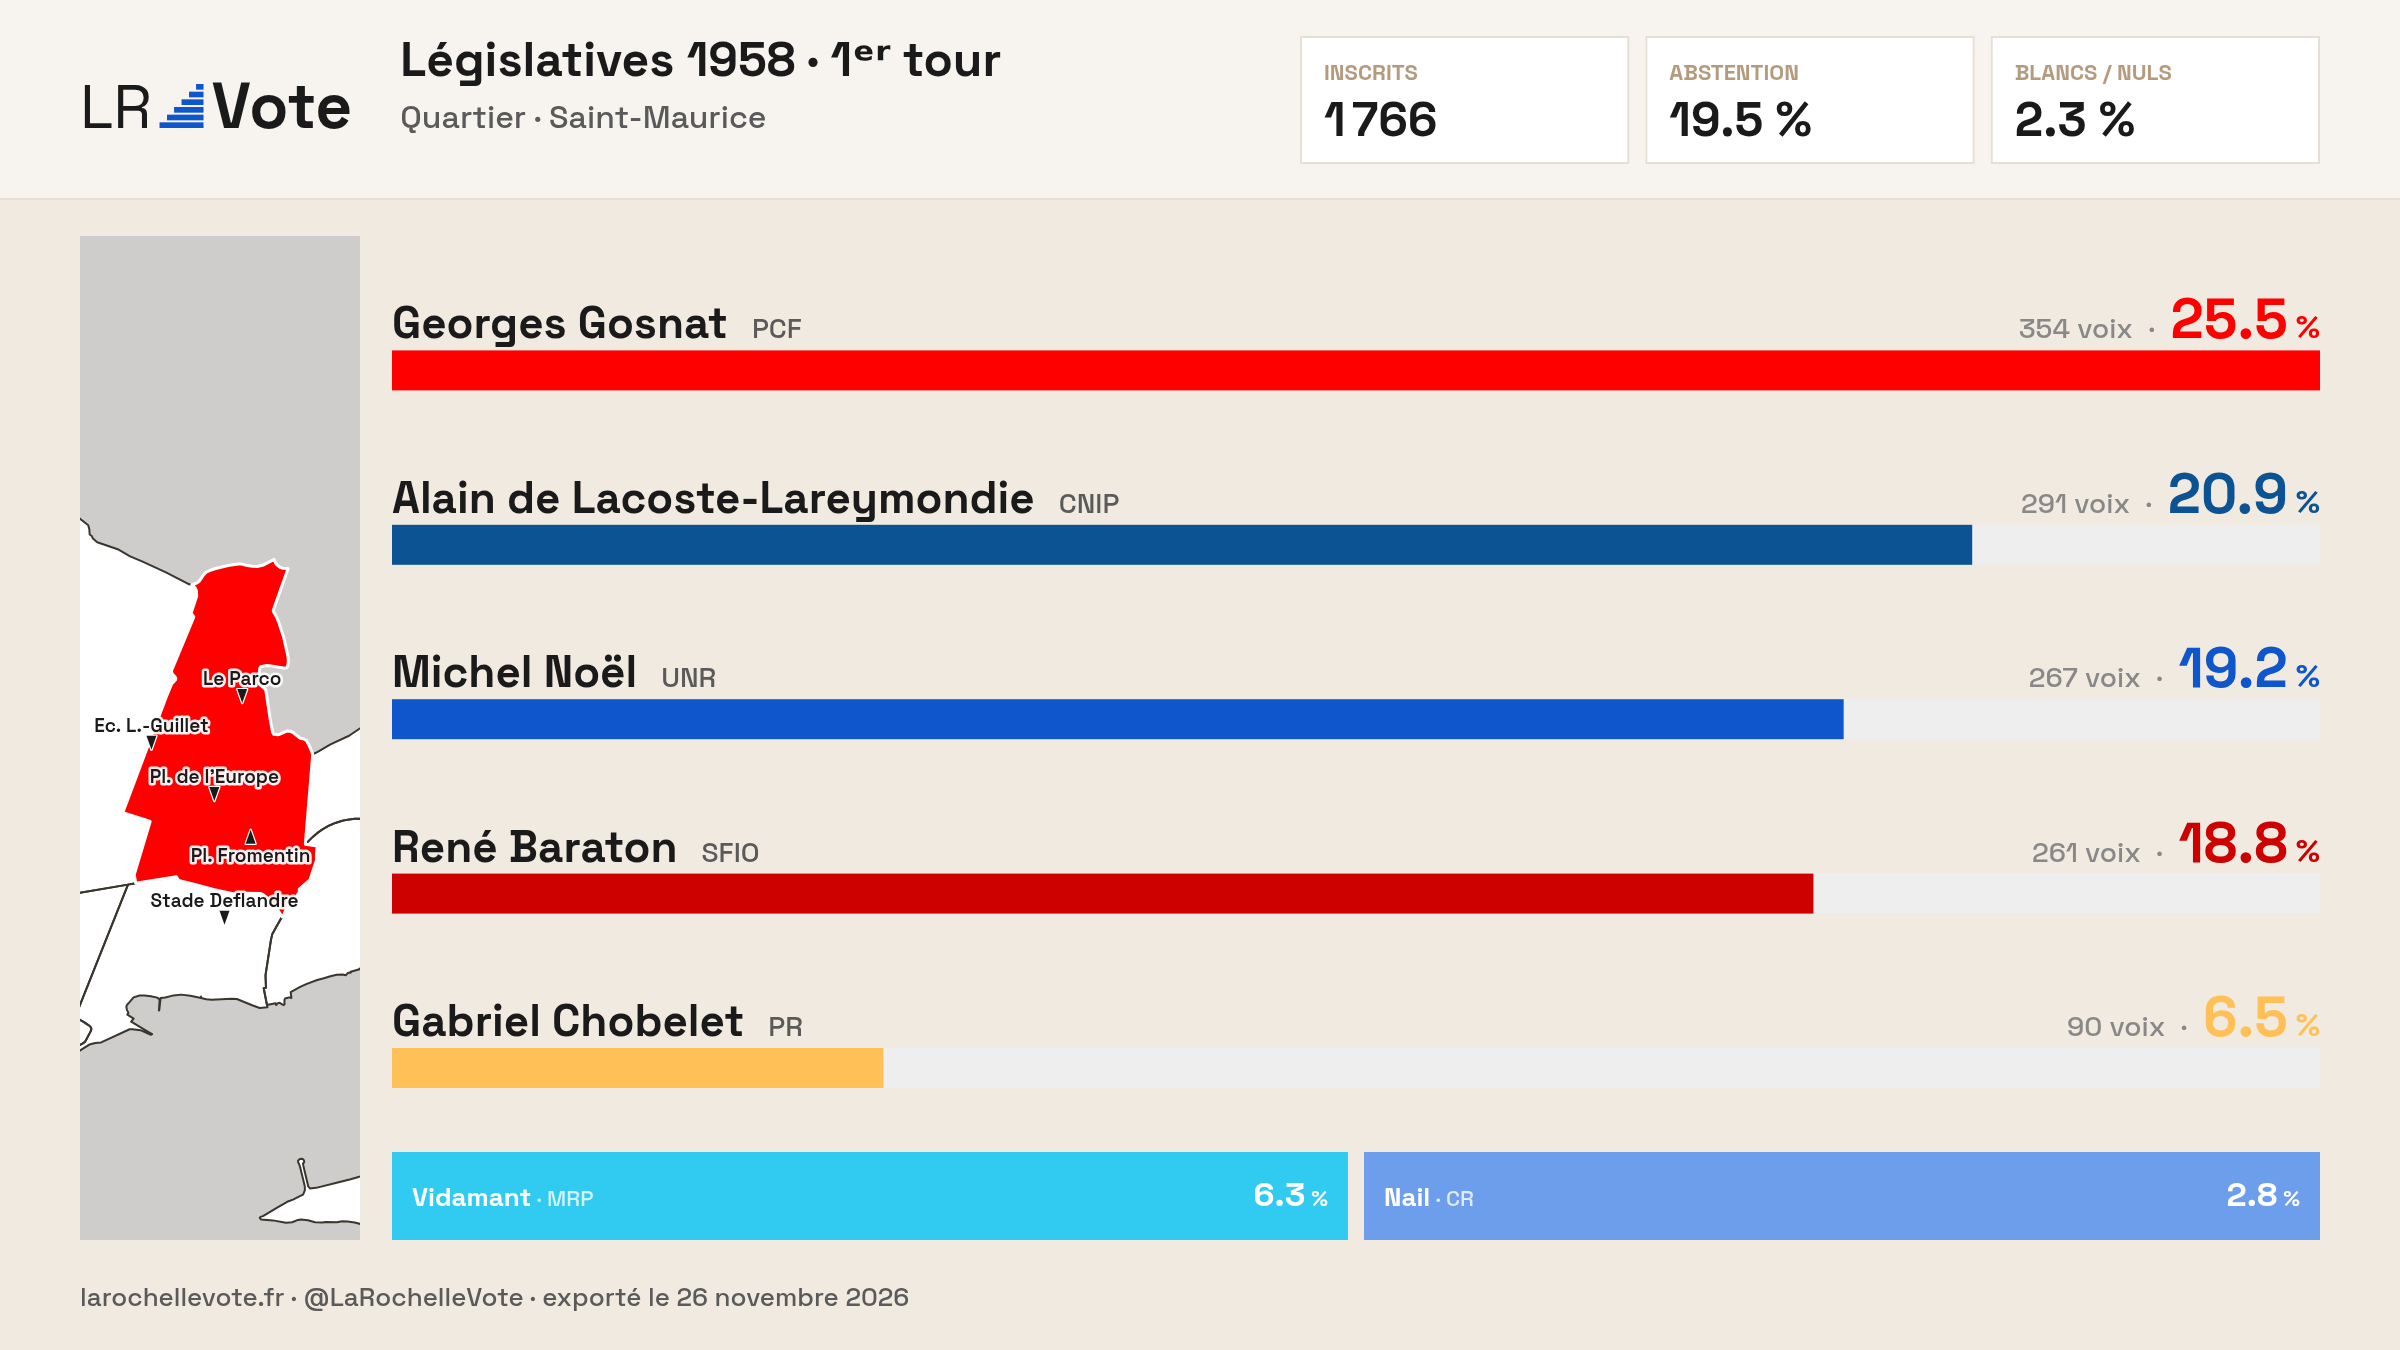 LR Vote
Législatives 1958 · 1er tour
Quartier · Saint-Maurice
INSCRITS
1 766
ABSTENTION
19.5 %
BLANCS / NULS
2.3 %
Le Parco
Ec. L.-Guillet
Pl. de l'Europe
Pl. Fromentin
Stade Deflandre
Georges Gosnat PCF 354 voix · 25.5 %
Alain de Lacoste-Lareymondie CNIP 291 voix · 20.9 %
Michel Noël UNR 267 voix · 19.2 %
René Baraton SFIO 261 voix · 18.8 %
Gabriel Chobelet PR 90 voix · 6.5 %
Vidamant · MRP 6.3 %
Nail · CR 2.8 %
larochellevote.fr · @LaRochelleVote · exporté le 26 novembre 2026